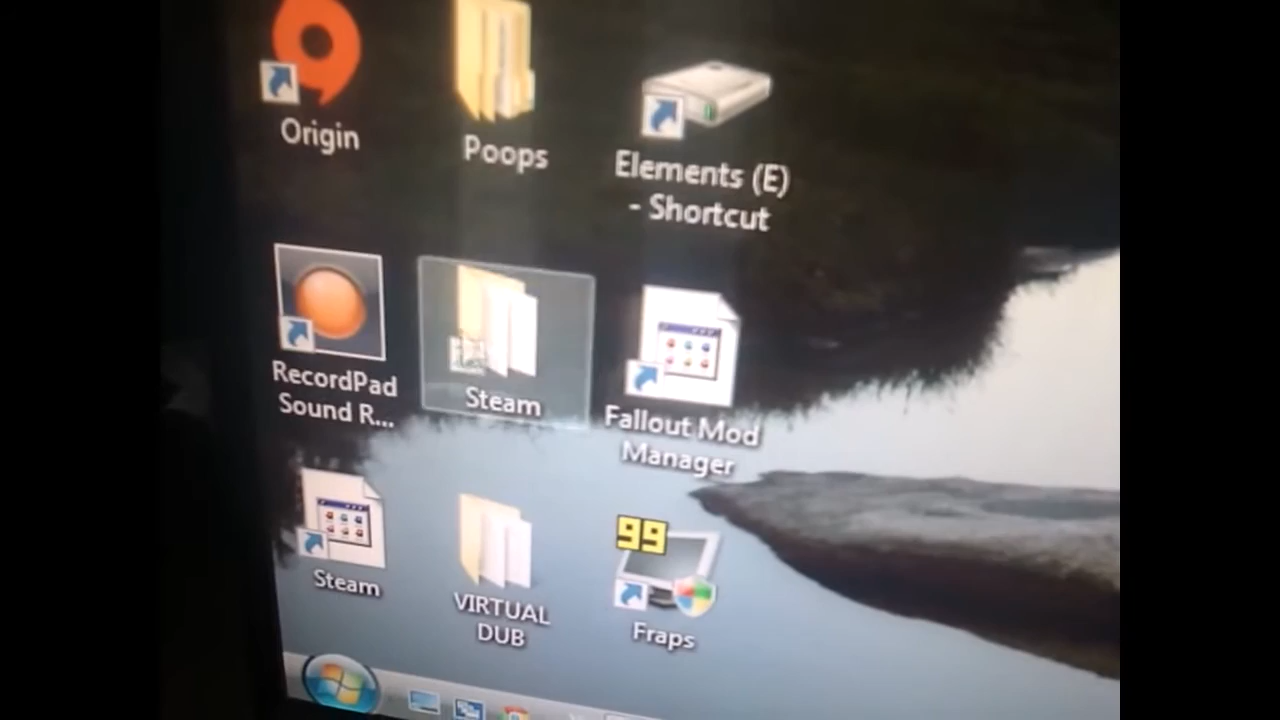 Origin
Poops
Elements (E)
- Shortcut
RecordPad
Sound R...
Steam
Fallout Mod
Manager
Steam
VIRTUAL
DUB
99
Fraps